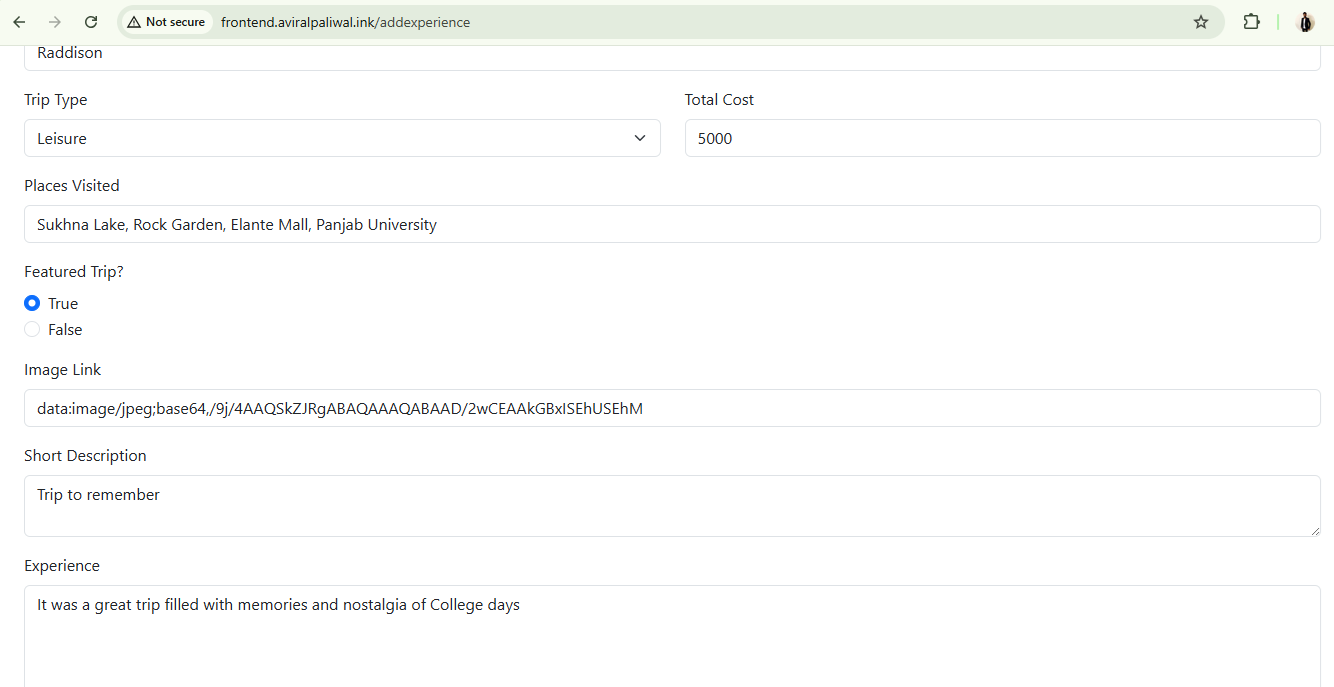 Not secure frontend.aviralpaliwal.ink/addexperience
Raddison
Trip Type Total Cost
Leisure 5000
Places Visited
Sukhna Lake, Rock Garden, Elante Mall, Panjab University
Featured Trip?
True
False
Image Link
data:image/jpeg;base64,/9j/4AAQSkZJRgABAQAAAQABAAD/2wCEAAkGBxISEhUSEhM
Short Description
Trip to remember
Experience
It was a great trip filled with memories and nostalgia of College days